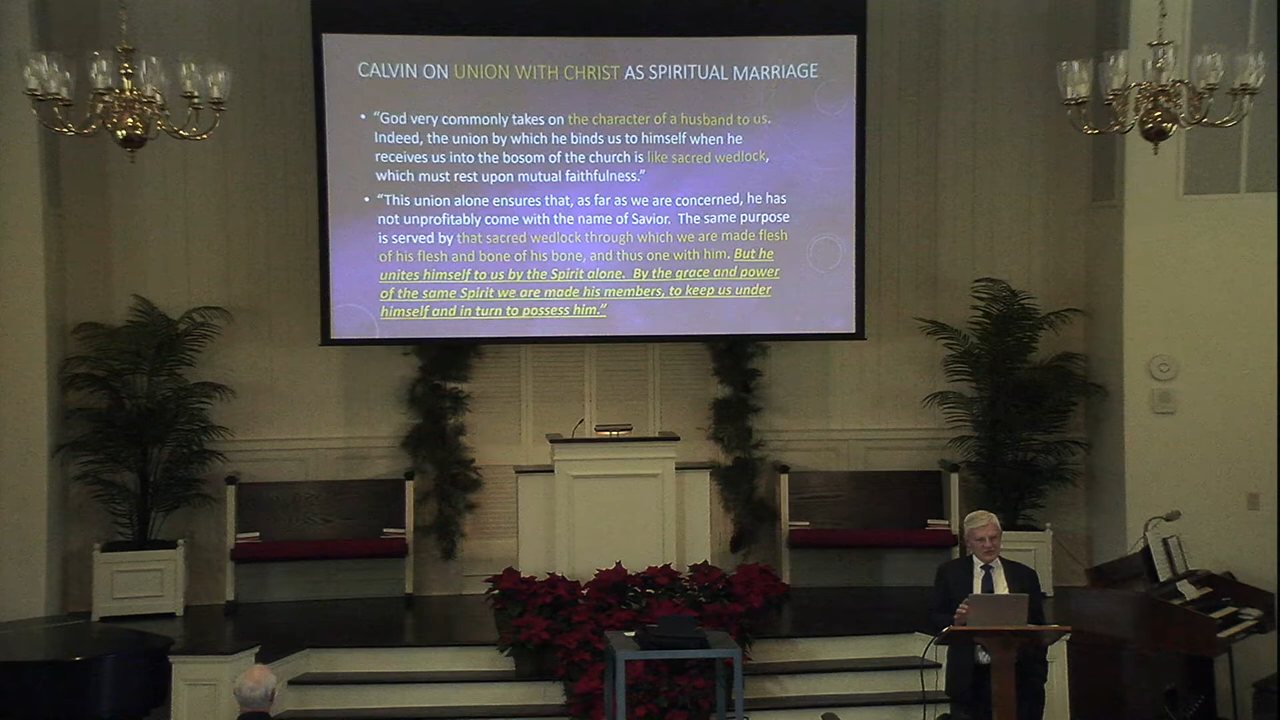 CALVIN ON UNION WITH CHRIST AS SPIRITUAL MARRIAGE
• “God very commonly takes on the character of a husband to us.
Indeed, the union by which he binds us to himself when he
receives us into the bosom of the church is like sacred wedlock,
which must rest upon mutual faithfulness.”
• “This union alone ensures that, as far as we are concerned, he has
not unprofitably come with the name of Savior. The same purpose
is served by that sacred wedlock through which we are made flesh
of his flesh and bone of his bone, and thus one with him. But he
unites himself to us by the Spirit alone. By the grace and power
of the same Spirit we are made his members, to keep us under
himself and in turn to possess him.”